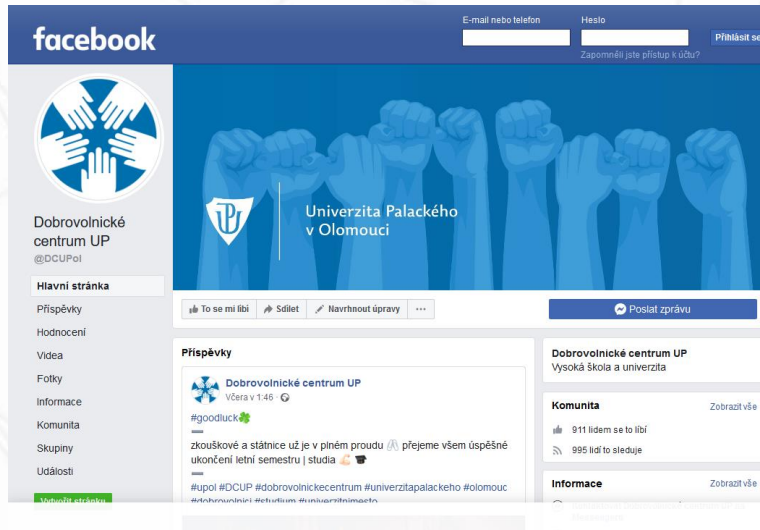 facebook
E-mail nebo telefon
Heslo
Přihlásit se
Zapomněli jste přístup k účtu?
Dobrovolnické
centrum UP
@DCUPol
Hlavní stránka
Příspěvky
Hodnocení
Videa
Fotky
Informace
Komunita
Skupiny
Události
Vytvořit stránku
Univerzita Palackého
v Olomouci
To se mi líbí
Sdílet
Navrhnout úpravy
Poslat zprávu
Příspěvky
Dobrovolnické centrum UP
Včera v 1:46
#goodluck
zkouškové a státnice už je v plném proudu přejeme všem úspěšné
ukončení letní semestru | studia
#upol #DCUP #dobrovolnickecentrum #univerzitapalackeho #olomouc
#dobrovolnici #studium #univerzitnimesto
Dobrovolnické centrum UP
Vysoká škola a univerzita
Komunita
Zobrazit vše
911 lidem se to líbí
995 lidí to sleduje
Informace
Zobrazit vše